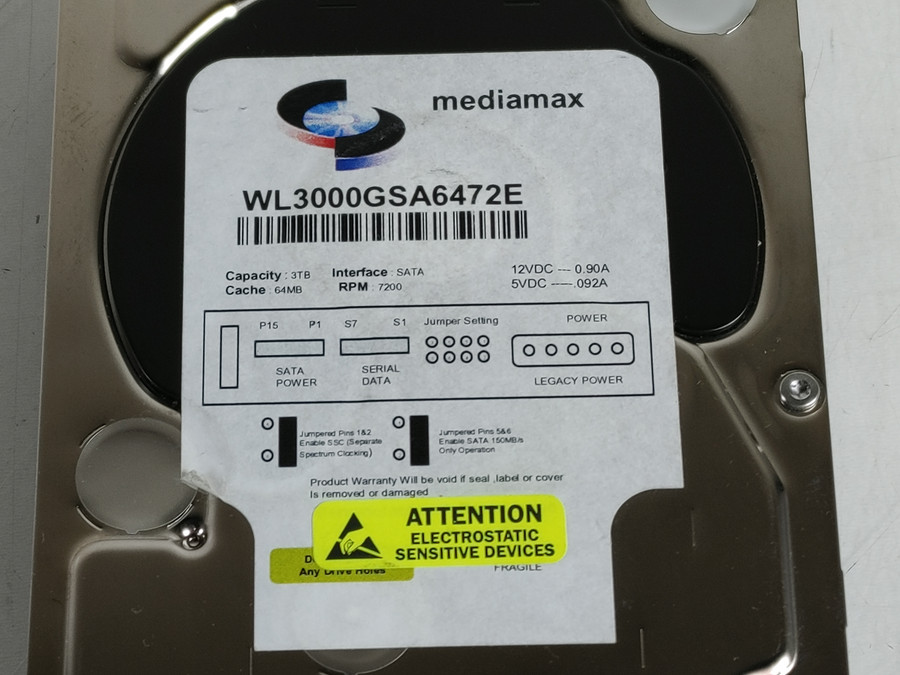 mediamax
WL3000GSA6472E
Capacity : 3TB Interface : SATA 12VDC --- 0.90A
Cache : 64MB RPM : 7200 5VDC ----.092A
P15 P1 S7 S1 Jumper Setting POWER
SATA POWER
SERIAL DATA
LEGACY POWER
Jumpered Pins 1&2
Enable SSC (Separate
Spectrum Clocking)
Jumpered Pins 5&6
Enable SATA 150MB/s
Only Operation
Product Warranty Will be void if seal ,label or cover
Is removed or damaged
ATTENTION
ELECTROSTATIC
SENSITIVE DEVICES
Any Drive Holes
FRAGILE